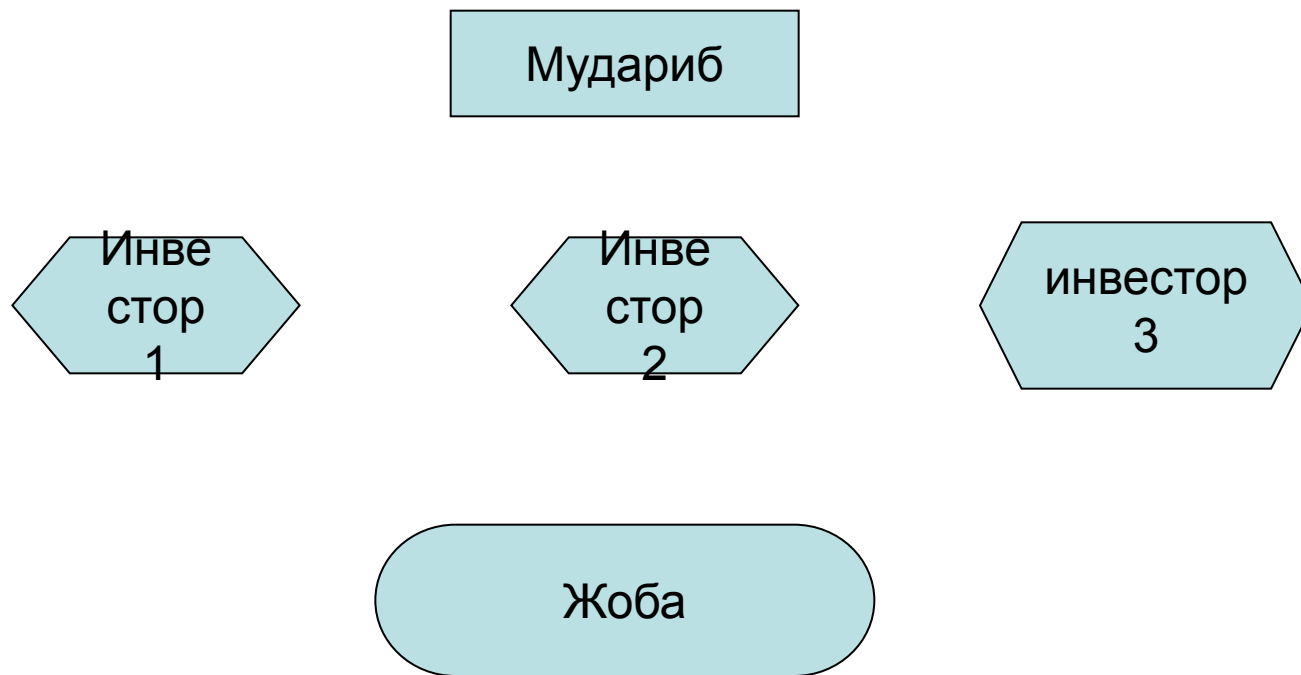 Мудариб
Инве
стор
1
Инве
стор
2
инвестор
3
Жоба